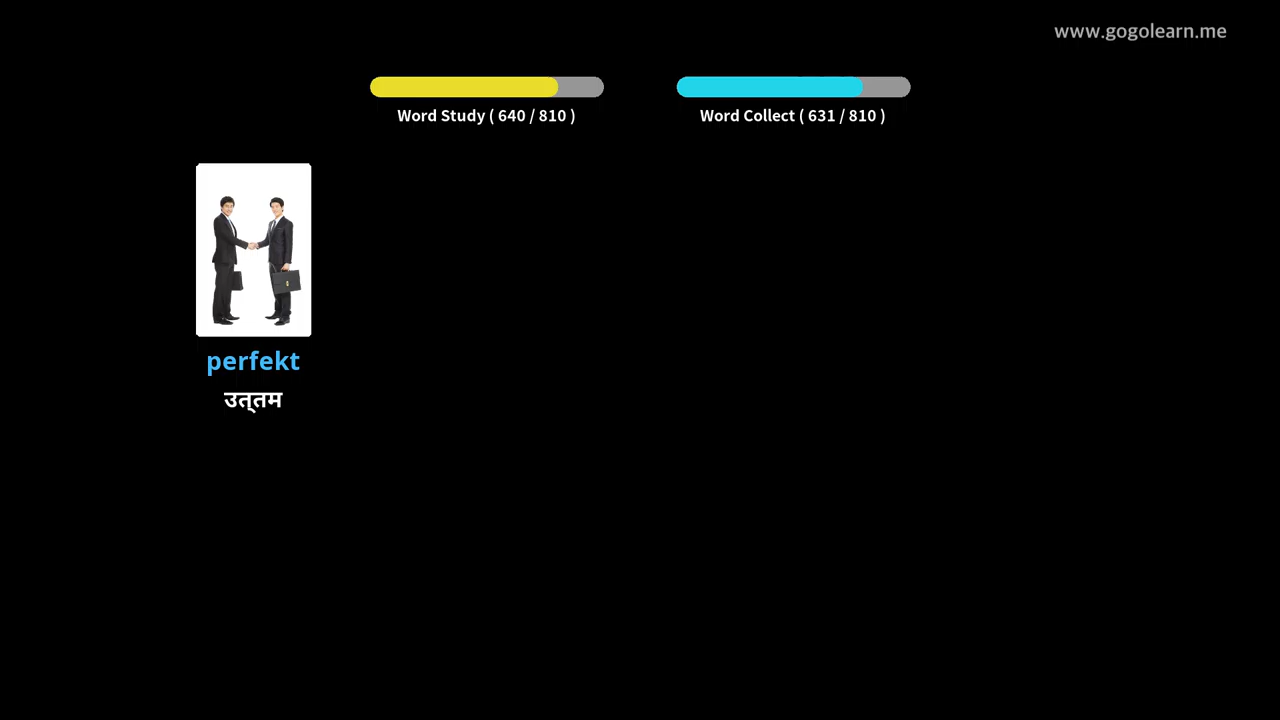 www.gogolearn.me
Word Study ( 640 / 810 )
Word Collect ( 631 / 810 )
perfekt
उत्तम